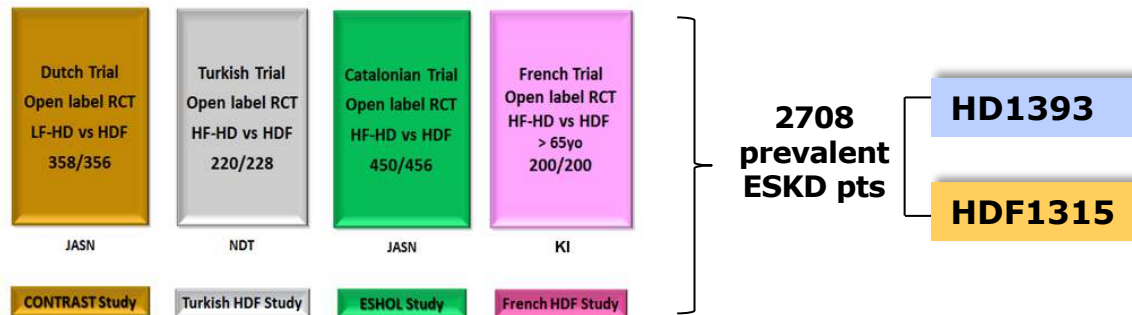 Dutch Trial
Open label RCT
LF-HD vs HDF
358/356
JASN
CONTRAST Study
Turkish Trial
Open label RCT
HF-HD vs HDF
220/228
NDT
Turkish HDF Study
Catalonian Trial
Open label RCT
HF-HD vs HDF
450/456
JASN
ESHOL Study
French Trial
Open label RCT
HF-HD vs HDF
> 65yo
200/200
KI
French HDF Study
2708
prevalent
ESKD pts
HD1393
HDF1315